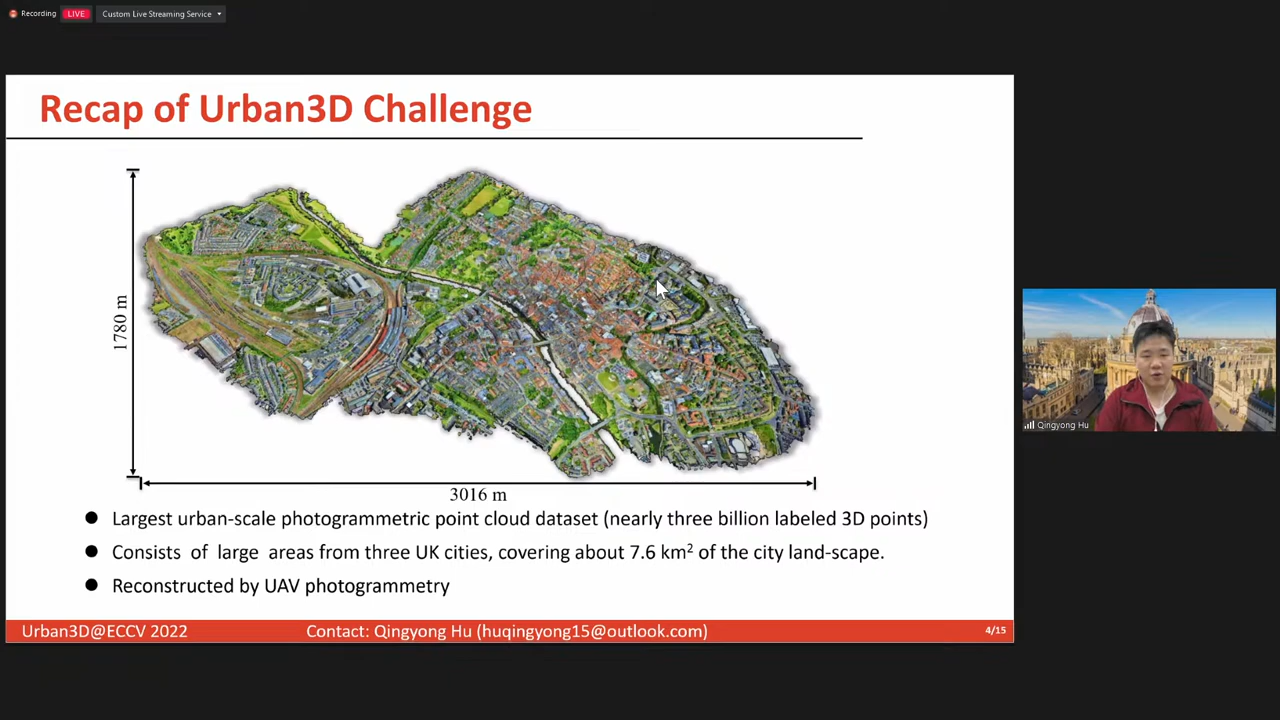 Recording
LIVE
Custom Live Streaming Service
Recap of Urban3D Challenge
1780 m
3016 m
Largest urban-scale photogrammetric point cloud dataset (nearly three billion labeled 3D points)
Consists of large areas from three UK cities, covering about 7.6 km² of the city land-scape.
Reconstructed by UAV photogrammetry
Urban3D@ECCV 2022
Contact: Qingyong Hu (huqingyong15@outlook.com)
4/15
Qingyong Hu